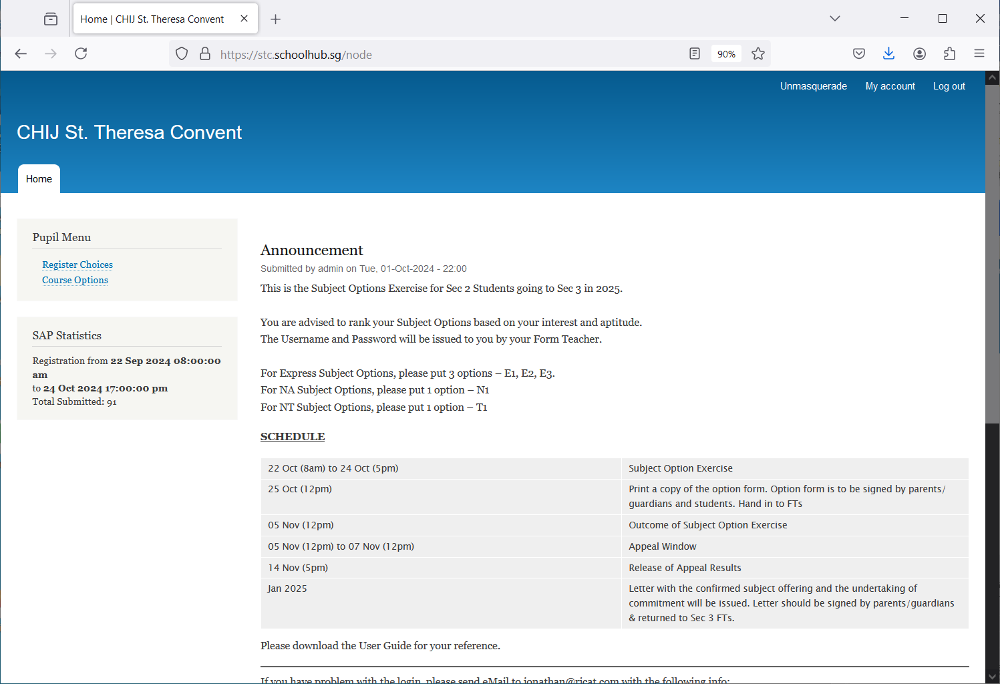 Home | CHIJ St. Theresa Convent
https://stc.schoolhub.sg/node
90%
Unmasquerade My account Log out
CHIJ St. Theresa Convent
Home
Pupil Menu
Register Choices
Course Options
SAP Statistics
Registration from 22 Sep 2024 08:00:00
am
to 24 Oct 2024 17:00:00 pm
Total Submitted: 91
Announcement
Submitted by admin on Tue, 01-Oct-2024 - 22:00
This is the Subject Options Exercise for Sec 2 Students going to Sec 3 in 2025.
You are advised to rank your Subject Options based on your interest and aptitude.
The Username and Password will be issued to you by your Form Teacher.
For Express Subject Options, please put 3 options – E1, E2, E3.
For NA Subject Options, please put 1 option – N1
For NT Subject Options, please put 1 option – T1
SCHEDULE
22 Oct (8am) to 24 Oct (5pm) Subject Option Exercise
25 Oct (12pm) Print a copy of the option form. Option form is to be signed by parents/
guardians and students. Hand in to FTs
05 Nov (12pm) Outcome of Subject Option Exercise
05 Nov (12pm) to 07 Nov (12pm) Appeal Window
14 Nov (5pm) Release of Appeal Results
Jan 2025 Letter with the confirmed subject offering and the undertaking of
commitment will be issued. Letter should be signed by parents/guardians
& returned to Sec 3 FTs.
Please download the User Guide for your reference.
If you have problem with the login, please send eMail to jonathan@ricat.com with the following info: